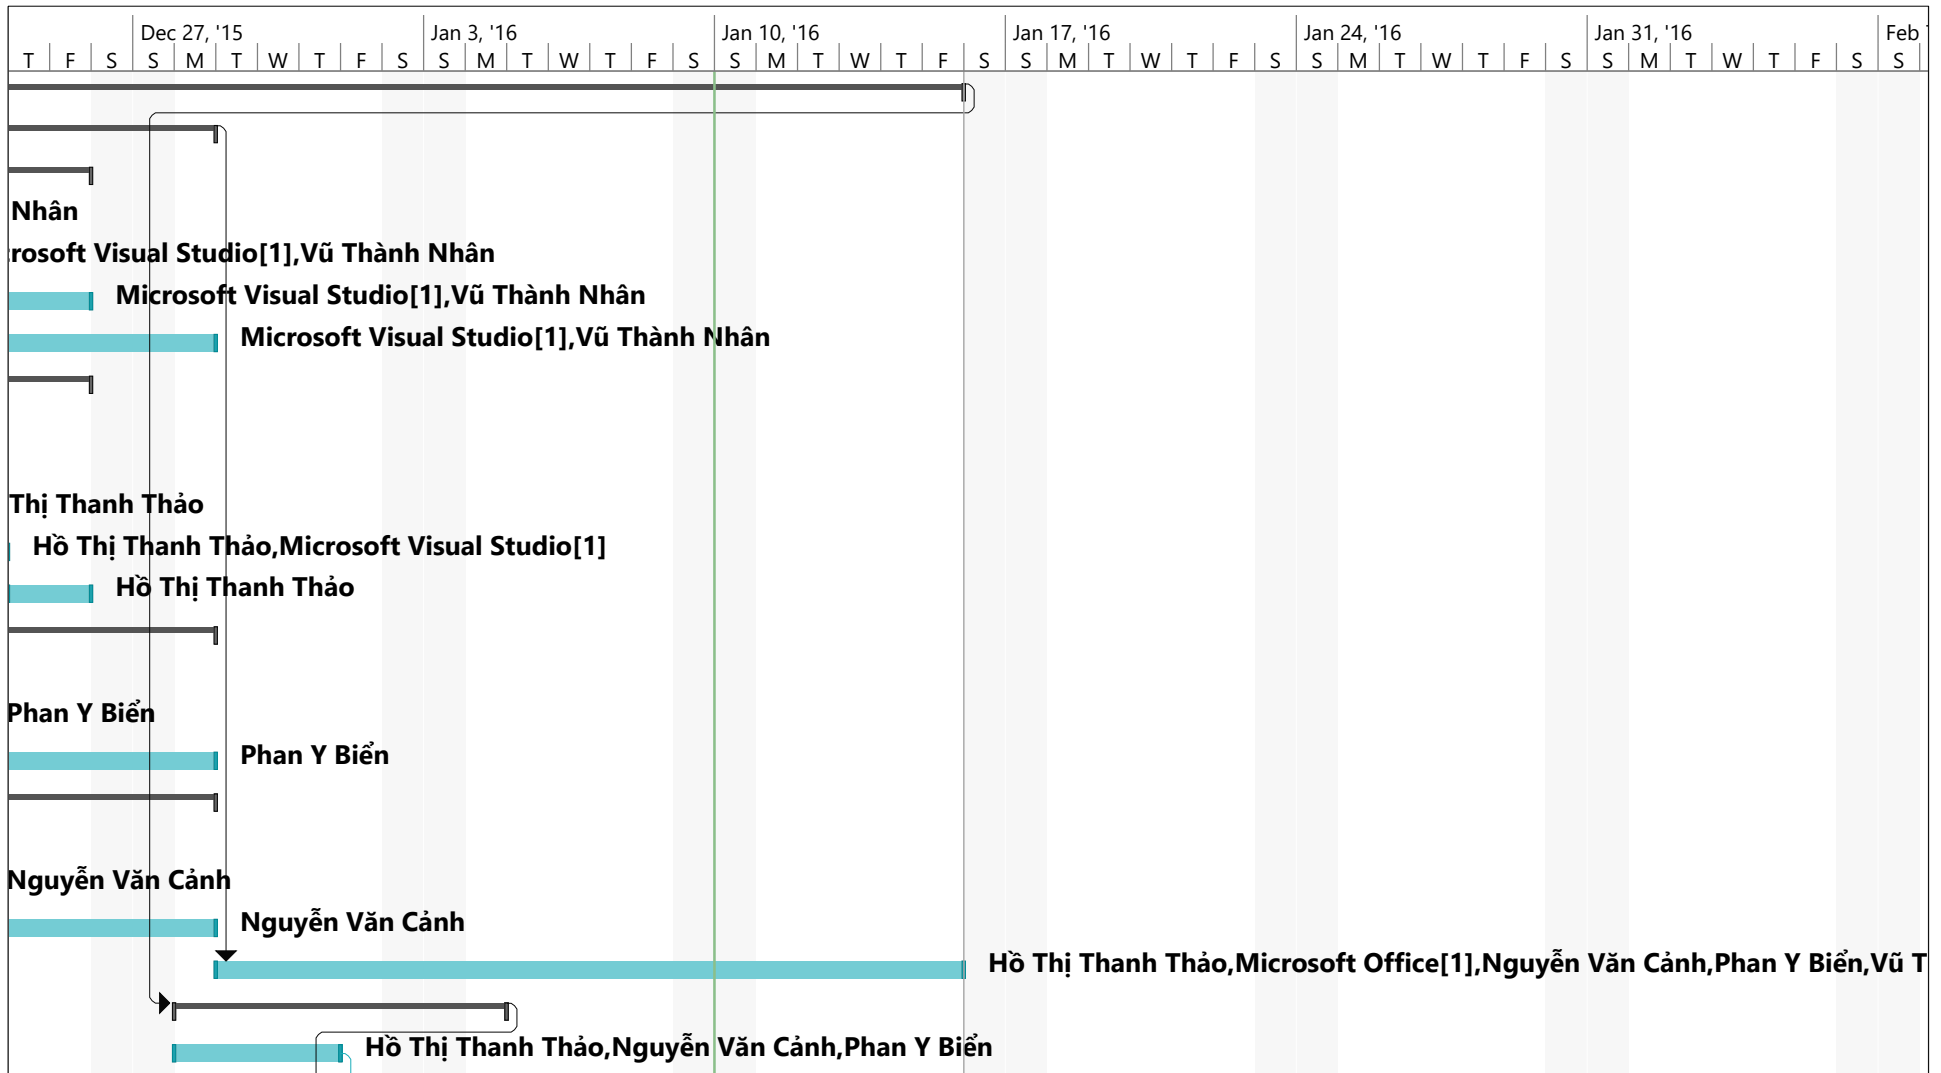 Dec 27, '15 Jan 3, '16 Jan 10, '16 Jan 17, '16 Jan 24, '16 Jan 31, '16 Feb
T F S S M T W T F S S M T W T F S S M T W T F S S M T W T F S S M T W T F S S M T W T F S S
Nhân
crosoft Visual Studio[1],Vũ Thành Nhân
Microsoft Visual Studio[1],Vũ Thành Nhân
Microsoft Visual Studio[1],Vũ Thành Nhân
Thị Thanh Thảo
Hồ Thị Thanh Thảo,Microsoft Visual Studio[1]
Hồ Thị Thanh Thảo
Phan Y Biển
Phan Y Biển
Nguyễn Văn Cảnh
Nguyễn Văn Cảnh
Hồ Thị Thanh Thảo,Microsoft Office[1],Nguyễn Văn Cảnh,Phan Y Biển,Vũ T
Hồ Thị Thanh Thảo,Nguyễn Văn Cảnh,Phan Y Biển